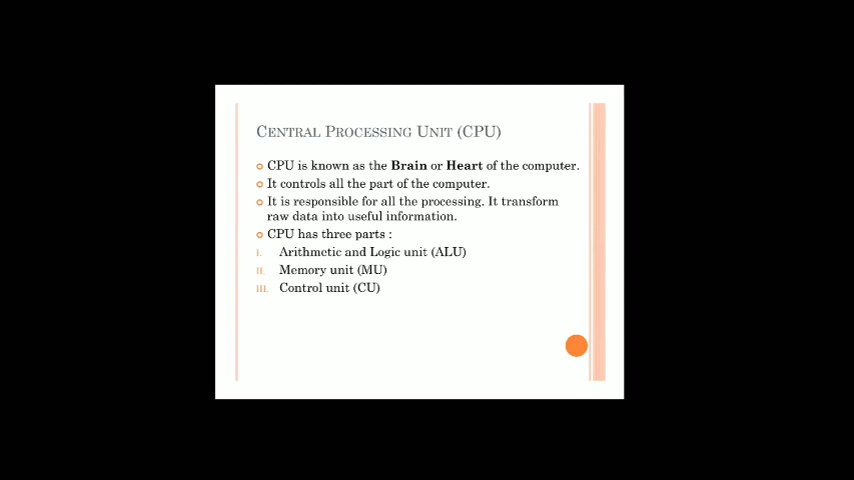 CENTRAL PROCESSING UNIT (CPU)
CPU is known as the Brain or Heart of the computer.
It controls all the part of the computer.
It is responsible for all the processing. It transform
raw data into useful information.
CPU has three parts :
I. Arithmetic and Logic unit (ALU)
II. Memory unit (MU)
III. Control unit (CU)